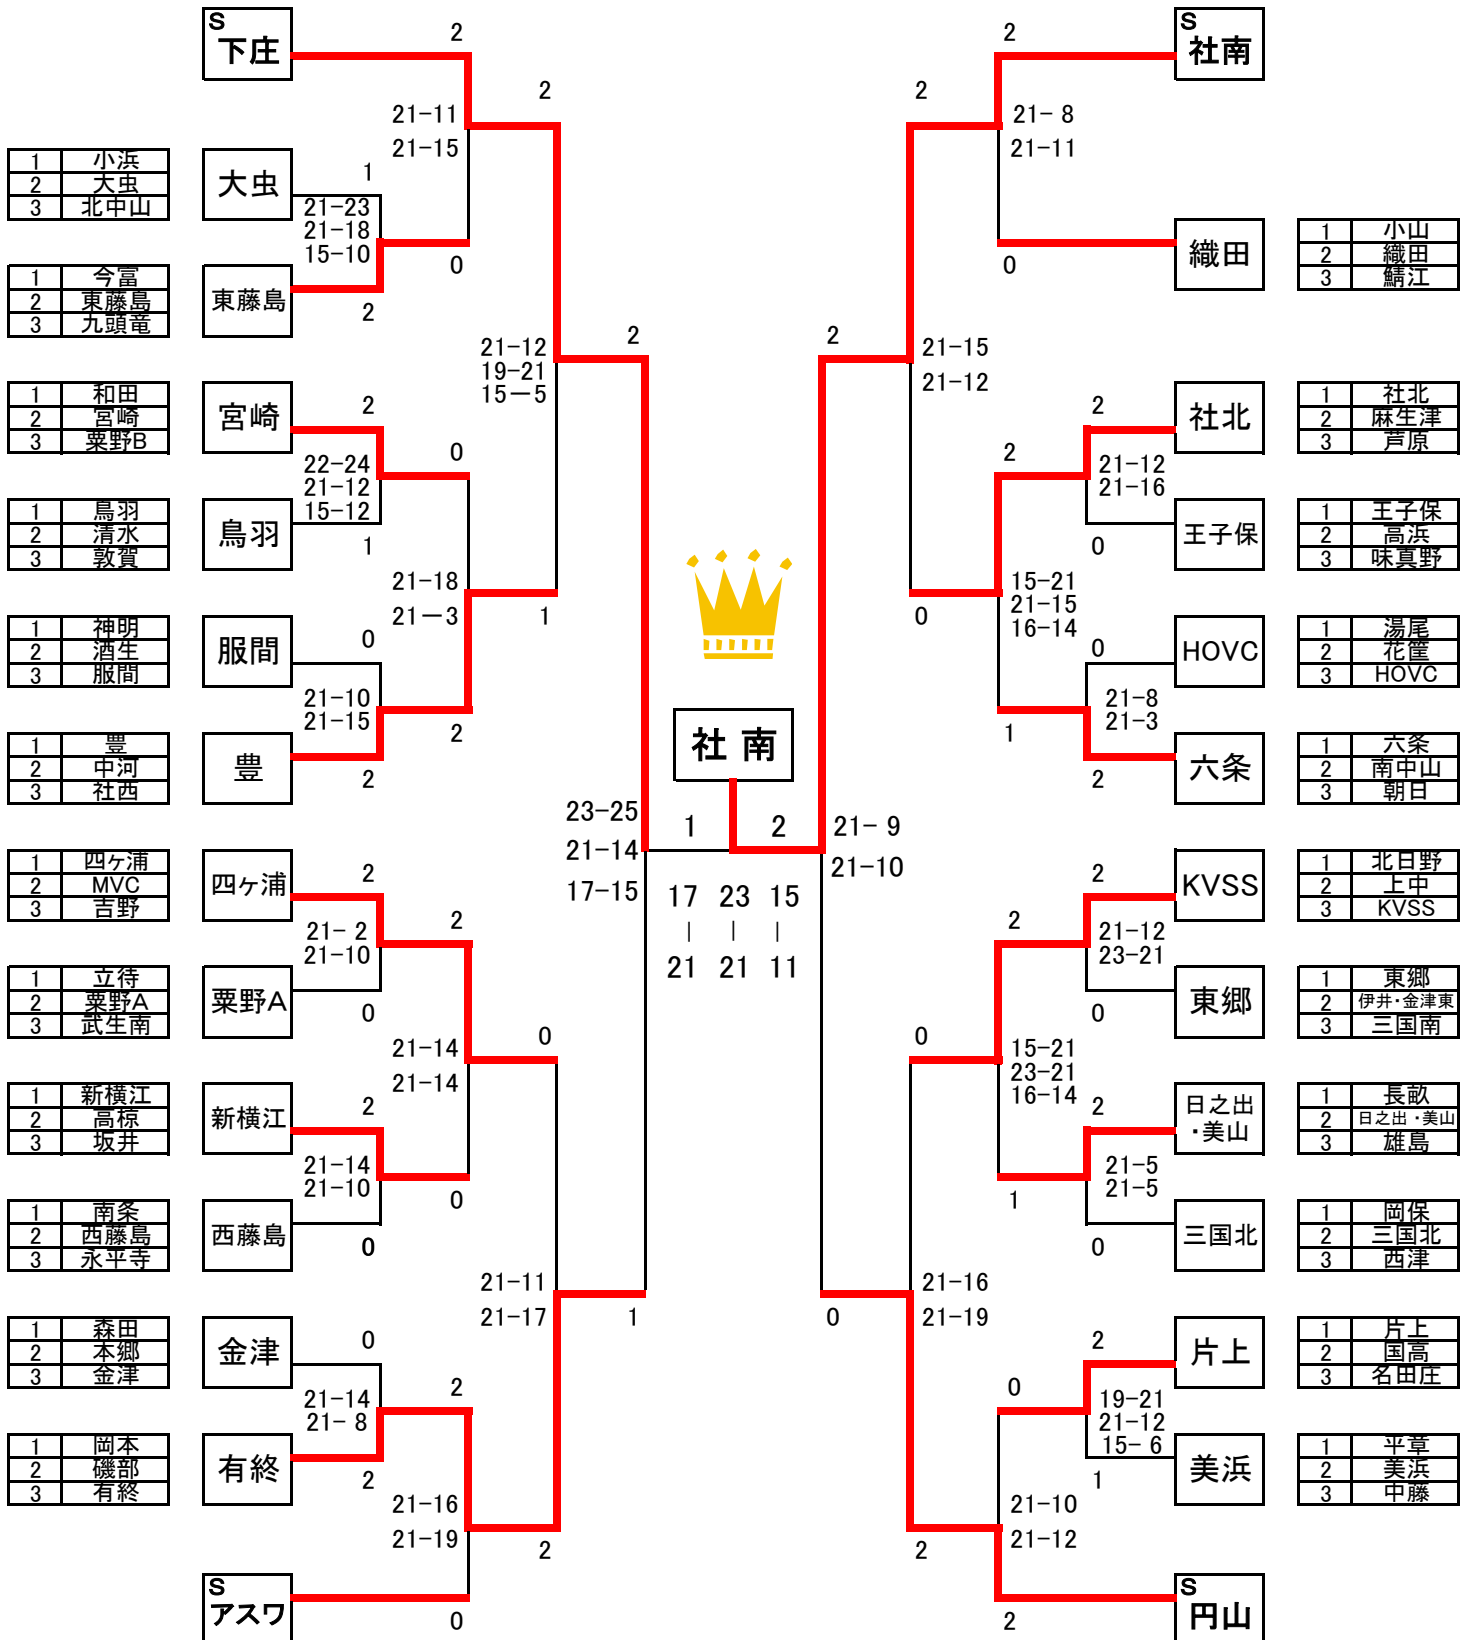 S
下庄
2
2
21-11
21-15
1 小浜
2 大虫
3 北中山
大虫
1
21-23
21-18
15-10
0
1 今富
2 東藤島
3 九頭竜
東藤島
2
21-12
19-21
15-5
2
1 和田
2 宮崎
3 粟野B
宮崎
2
0
22-24
21-12
15-12
1 鳥羽
2 清水
3 敦賀
鳥羽
1
21-18
21-3
1
1 神明
2 酒生
3 服間
服間
0
21-10
21-15
2
1 豊
2 中河
3 社西
豊
2
23-25
21-14
17-15
1 四ヶ浦
2 MVC
3 吉野
四ヶ浦
2
2
21- 2
21-10
1 立待
2 粟野A
3 武生南
粟野A
0
0
21-14
21-14
1 新横江
2 高椋
3 坂井
新横江
2
21-14
21-10
0
1 南条
2 西藤島
3 永平寺
西藤島
0
21-11
21-17
1
1 森田
2 本郷
3 金津
金津
0
2
21-14
21- 8
1 岡本
2 磯部
3 有終
有終
2
21-16
21-19
2
S
アスワ
0
社 南
1 2
17 23 15
| | |
21 21 11
S
社南
2
2
21- 8
21-11
織田
0
1 小山
2 織田
3 鯖江
2
21-15
21-12
社北
2
2
21-12
21-16
1 社北
2 麻生津
3 芦原
王子保
0
1 王子保
2 高浜
3 味真野
15-21
21-15
16-14
0
HOVC
0
21-8
21-3
1
1 湯尾
2 花筐
3 HOVC
六条
2
1 六条
2 南中山
3 朝日
21- 9
21-10
KVSS
2
2
21-12
23-21
1 北日野
2 上中
3 KVSS
東郷
0
0
1 東郷
2 伊井・金津東
3 三国南
15-21
23-21
16-14
日之出
・美山
2
21-5
21-5
1
1 長畝
2 日之出・美山
3 雄島
三国北
0
1 岡保
2 三国北
3 西津
21-16
21-19
0
片上
2
0
19-21
21-12
15- 6
1 片上
2 国高
3 名田庄
美浜
1
1 平章
2 美浜
3 中藤
21-10
21-12
2
S
円山
2